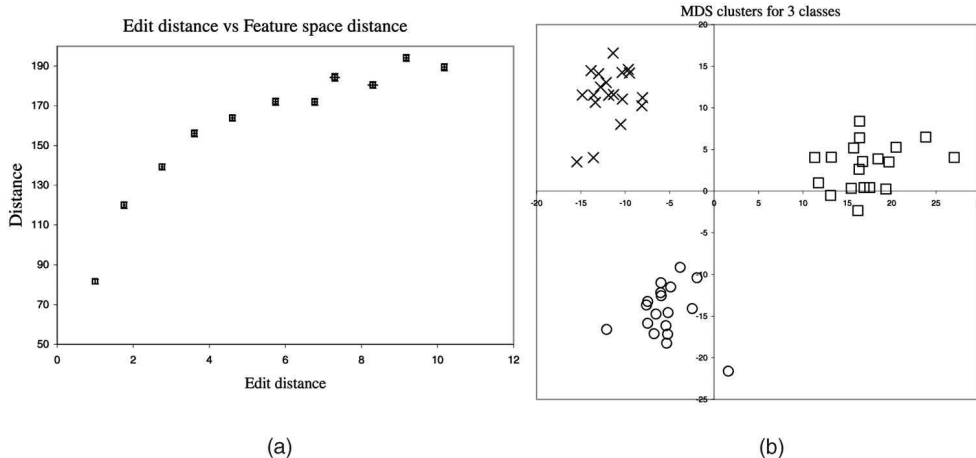 (a)
Edit distance vs Feature space distance
190
170
150
130
110
90
70
50
0 2 4 6 8 10 12
Distance
Edit distance
(a)
(b)
MDS clusters for 3 classes
20
15
10
5
0
-20 -15 -10 -5 0 5 10 15 20 25
-5
-10
-15
-20
-25
(b)